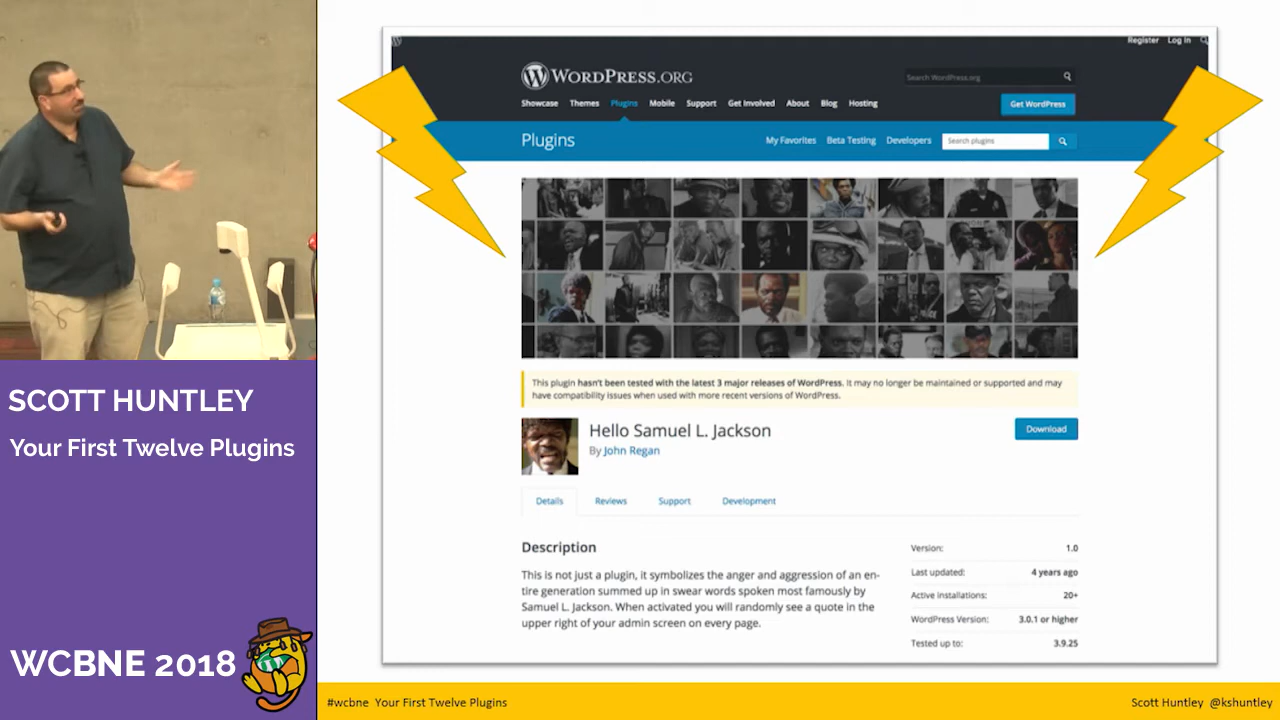 SCOTT HUNTLEY
Your First Twelve Plugins
WCBNE 2018
Register Log In
WORDPRESS.ORG
Search WordPress.org
Showcase Themes Plugins Mobile Support Get Involved About Blog Hosting
Get WordPress
Plugins
My Favorites Beta Testing Developers
Search plugins
This plugin hasn't been tested with the latest 3 major releases of WordPress. It may no longer be maintained or supported and may
have compatibility issues when used with more recent versions of WordPress.
Hello Samuel L. Jackson
By John Regan
Download
Details Reviews Support Development
Description
This is not just a plugin, it symbolizes the anger and aggression of an en-
tire generation summed up in swear words spoken most famously by
Samuel L. Jackson. When activated you will randomly see a quote in the
upper right of your admin screen on every page.
Version: 1.0
Last updated: 4 years ago
Active installations: 20+
WordPress Version: 3.0.1 or higher
Tested up to: 3.9.25
#wcbne Your First Twelve Plugins
Scott Huntley @kshuntley